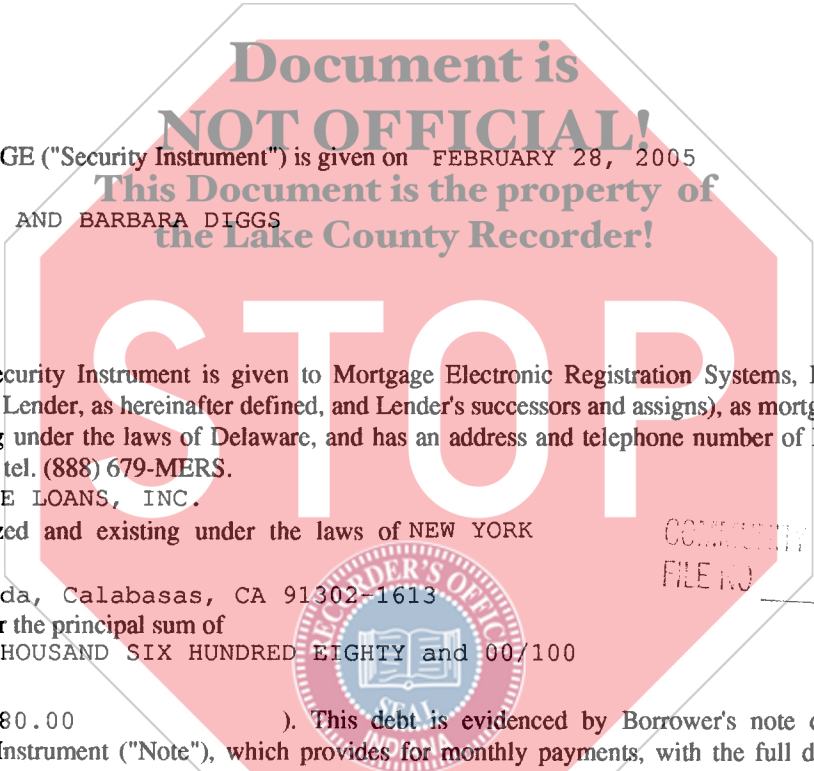 Document is
NOT OFFICIAL!
GE ("Security Instrument") is given on FEBRUARY 28, 2005
This Document is the property of
AND BARBARA DIGGS
the Lake County Recorder!
STOP
ecurity Instrument is given to Mortgage Electronic Registration Systems,
Lender, as hereinafter defined, and Lender's successors and assigns), as mortg
under the laws of Delaware, and has an address and telephone number of
tel. (888) 679-MERS.
E LOANS, INC.
zed and existing under the laws of NEW YORK
COMMUNITY
FILE NO
da, Calabasas, CA 91302-1613
r the principal sum of
HOUSAND SIX HUNDRED EIGHTY and 00/100
RECORDER'S OFFICE
SEAL
INDIANA
80.00 ). This debt is evidenced by Borrower's note
Instrument ("Note"), which provides for monthly payments, with the full d